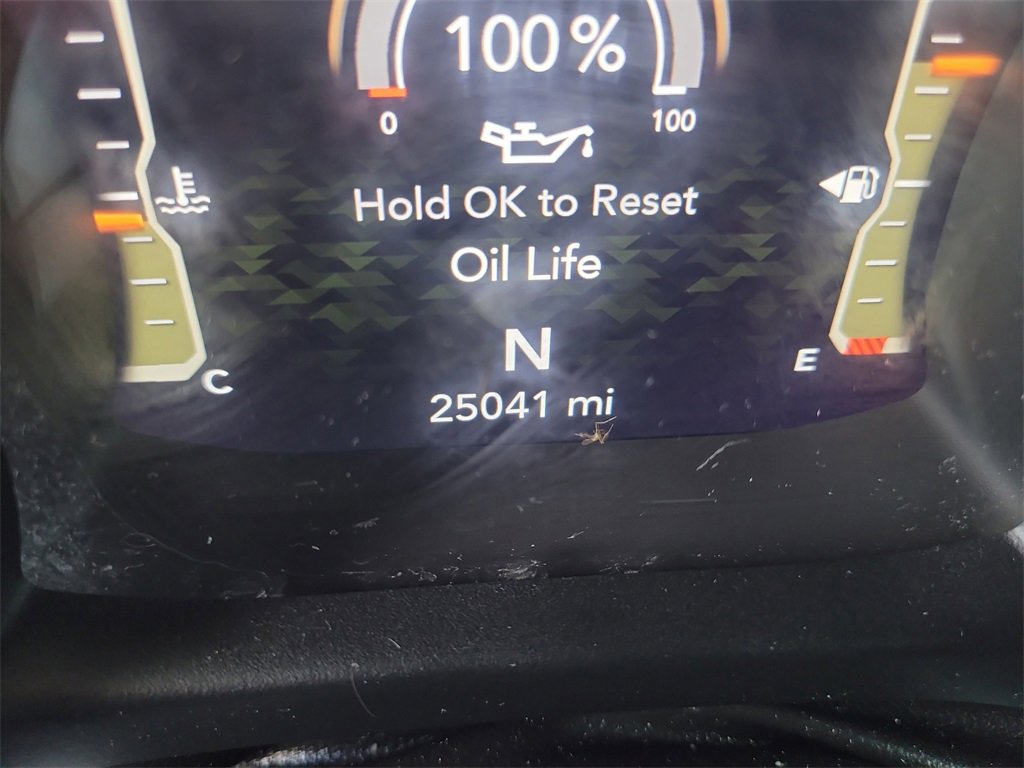 100%
0
100
Hold OK to Reset
Oil Life
N
C
E
25041 mi